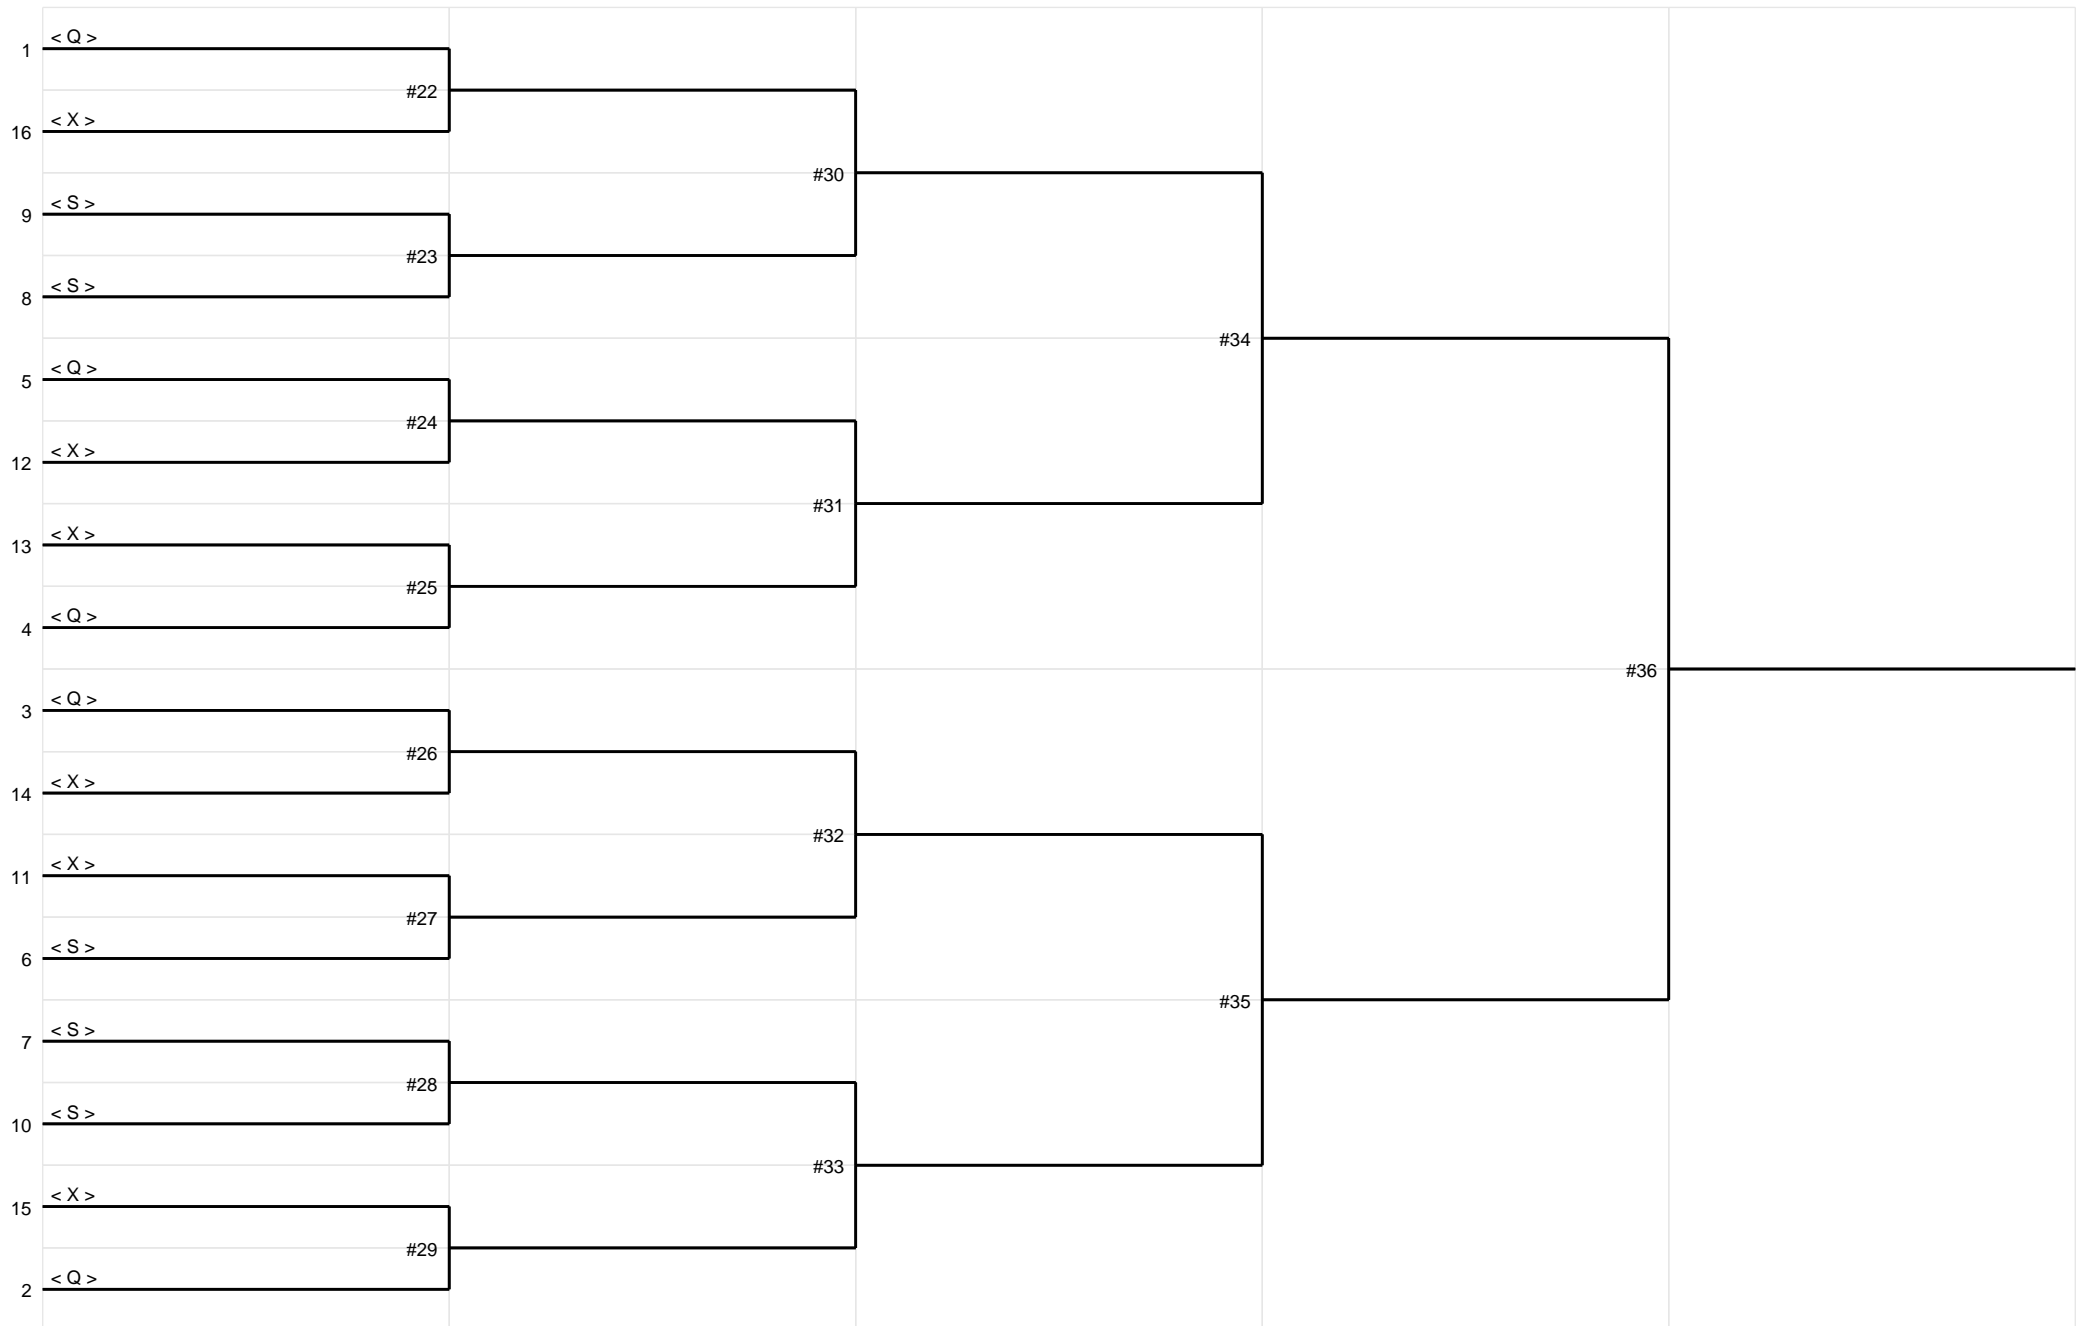 < Q >
1
#22
< X >
16
#30
< S >
9
#23
< S >
8
#34
< Q >
5
#24
< X >
12
#31
< X >
13
#25
< Q >
4
#36
< Q >
3
#26
< X >
14
#32
< X >
11
#27
< S >
6
#35
< S >
7
#28
< S >
10
#33
< X >
15
#29
< Q >
2